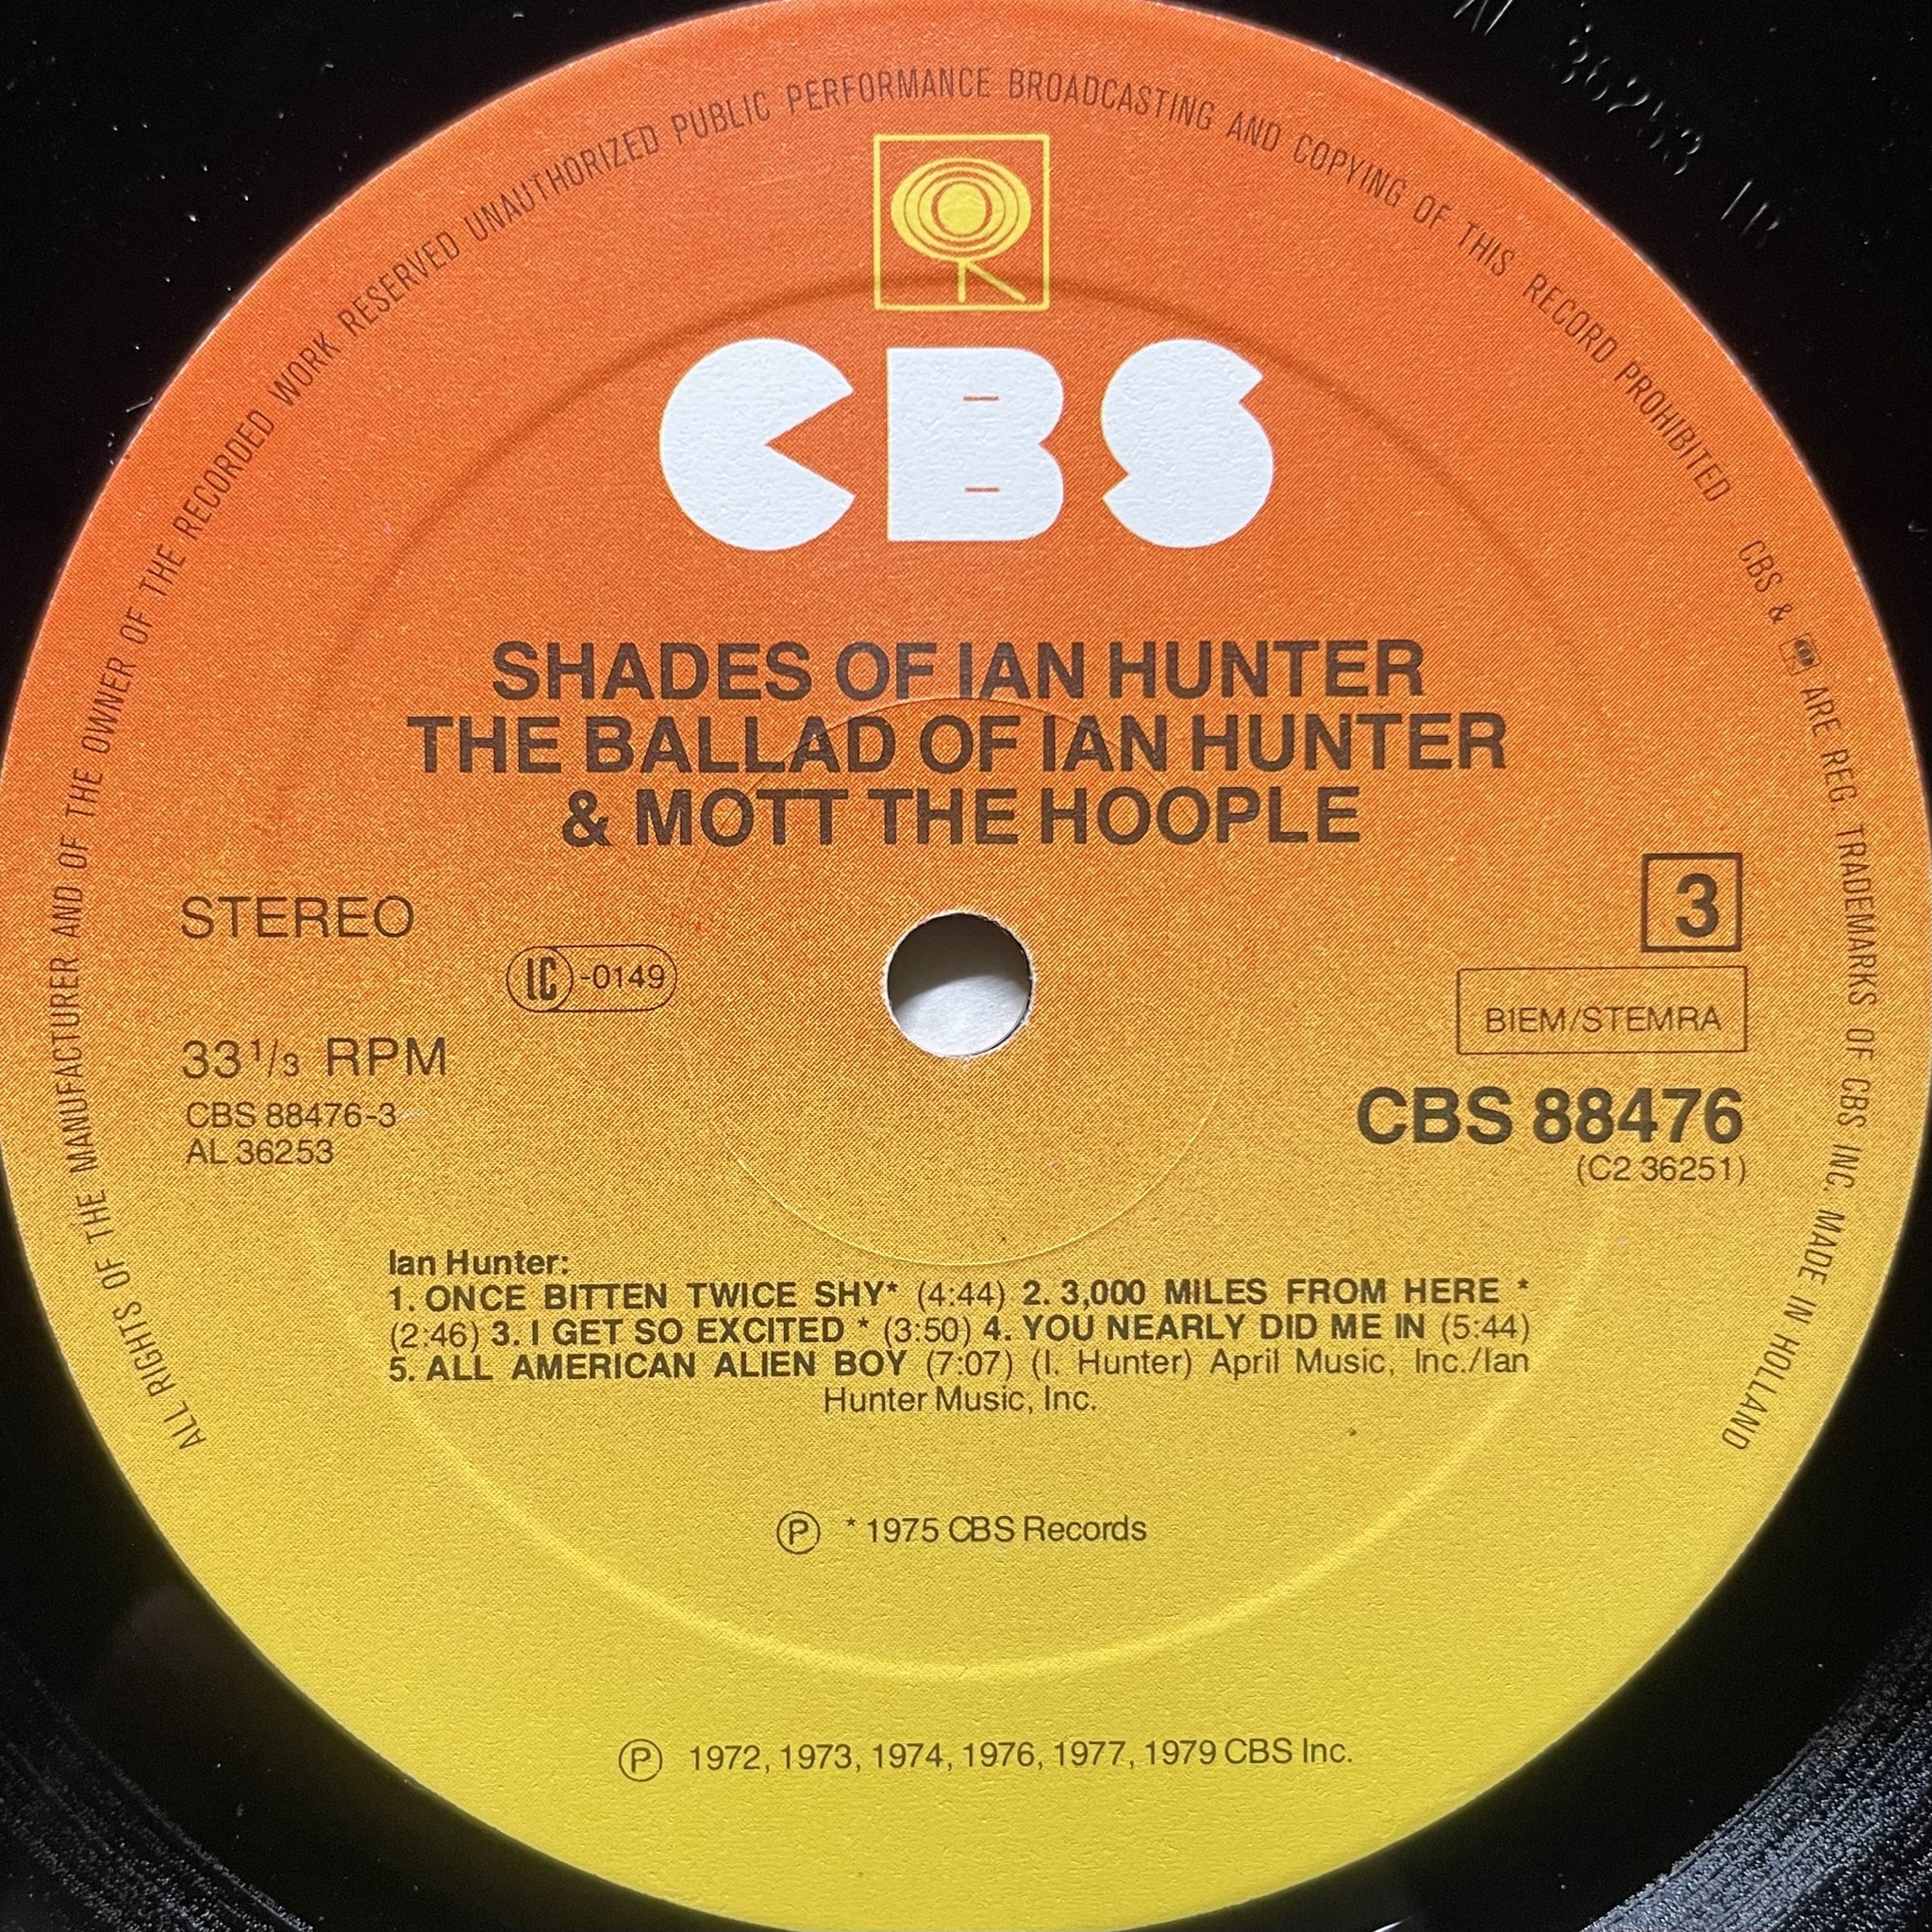 ALL RIGHTS OF THE MANUFACTURER AND OF THE OWNER OF THE RECORDED WORK RESERVED UNAUTHORIZED PUBLIC PERFORMANCE BROADCASTING AND COPYING OF THIS RECORD PROHIBITED CBS & ARE REG. TRADEMARKS OF CBS INC. MADE IN HOLLAND
36253
CBS
SHADES OF IAN HUNTER
THE BALLAD OF IAN HUNTER
& MOTT THE HOOPLE
STEREO
3
LC-0149
BIEM/STEMRA
33 1/3 RPM
CBS 88476-3
AL 36253
CBS 88476
(C2 36251)
Ian Hunter:
1. ONCE BITTEN TWICE SHY* (4:44) 2. 3,000 MILES FROM HERE *
(2:46) 3. I GET SO EXCITED * (3:50) 4. YOU NEARLY DID ME IN (5:44)
5. ALL AMERICAN ALIEN BOY (7:07) (I. Hunter) April Music, Inc./Ian
Hunter Music, Inc.
Ⓟ * 1975 CBS Records
Ⓟ 1972, 1973, 1974, 1976, 1977, 1979 CBS Inc.